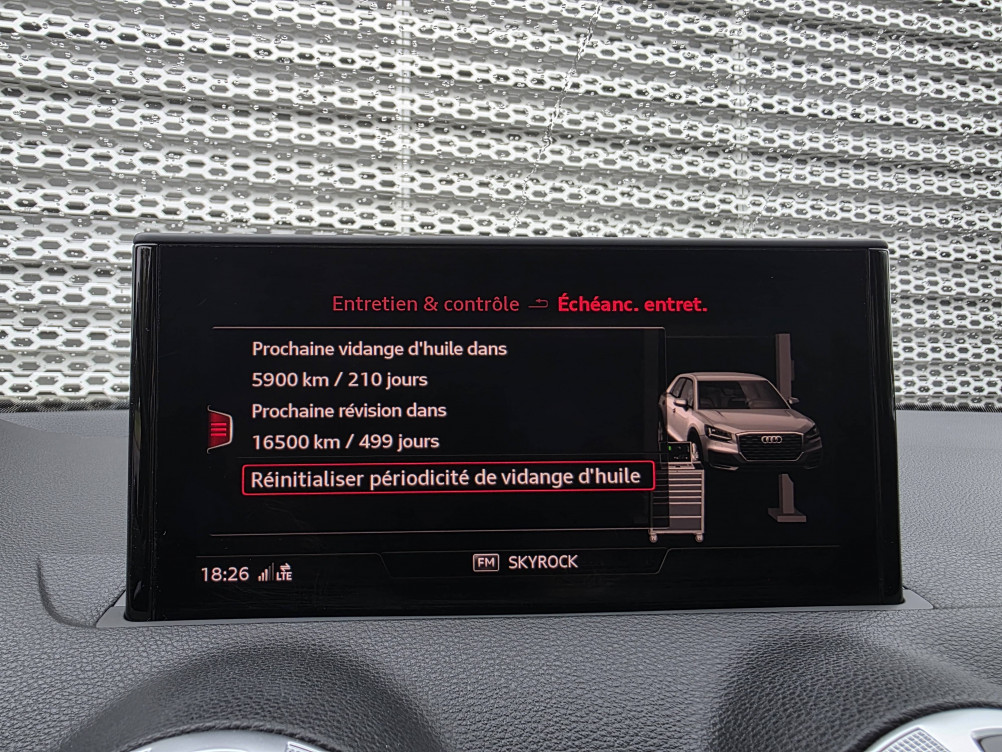 Entretien & contrôle Échéanc. entret.
Prochaine vidange d'huile dans
5900 km / 210 jours
Prochaine révision dans
16500 km / 499 jours
Réinitialiser périodicité de vidange d'huile
FM SKYROCK
18:26 LTE